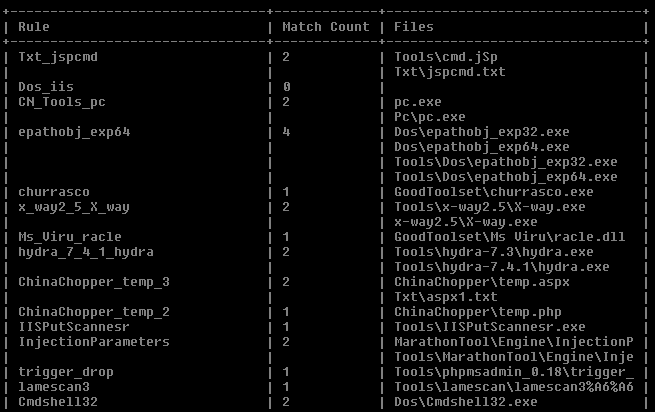 Rule Match Count Files
Txt_jspcmd 2 Tools\cmd.jSp
Txt\jspcmd.txt
Dos_iis 0
CN_Tools_pc 2 pc.exe
Pc\pc.exe
epathobj_exp64 4 Dos\epathobj_exp32.exe
Dos\epathobj_exp64.exe
Tools\Dos\epathobj_exp32.exe
Tools\Dos\epathobj_exp64.exe
churrasco 1 GoodToolset\churrasco.exe
x_way2_5_X_way 2 Tools\x-way2.5\X-way.exe
x-way2.5\X-way.exe
Ms_Viru_racle 1 GoodToolset\Ms Viru\racle.dll
hydra_7_4_1_hydra 2 Tools\hydra-7.3\hydra.exe
Tools\hydra-7.4.1\hydra.exe
ChinaChopper_temp_3 2 ChinaChopper\temp.aspx
Txt\aspx1.txt
ChinaChopper_temp_2 1 ChinaChopper\temp.php
IISPutScannesr 1 Tools\IISPutScannesr.exe
InjectionParameters 2 MarathonTool\Engine\InjectionP
Tools\MarathonTool\Engine\Inje
trigger_drop 1 Tools\phpmsadmin_0.18\trigger_
lamescan3 1 Tools\lamescan\lamescan3%A6%A6
Cmdshell32 2 Dos\Cmdshell32.exe